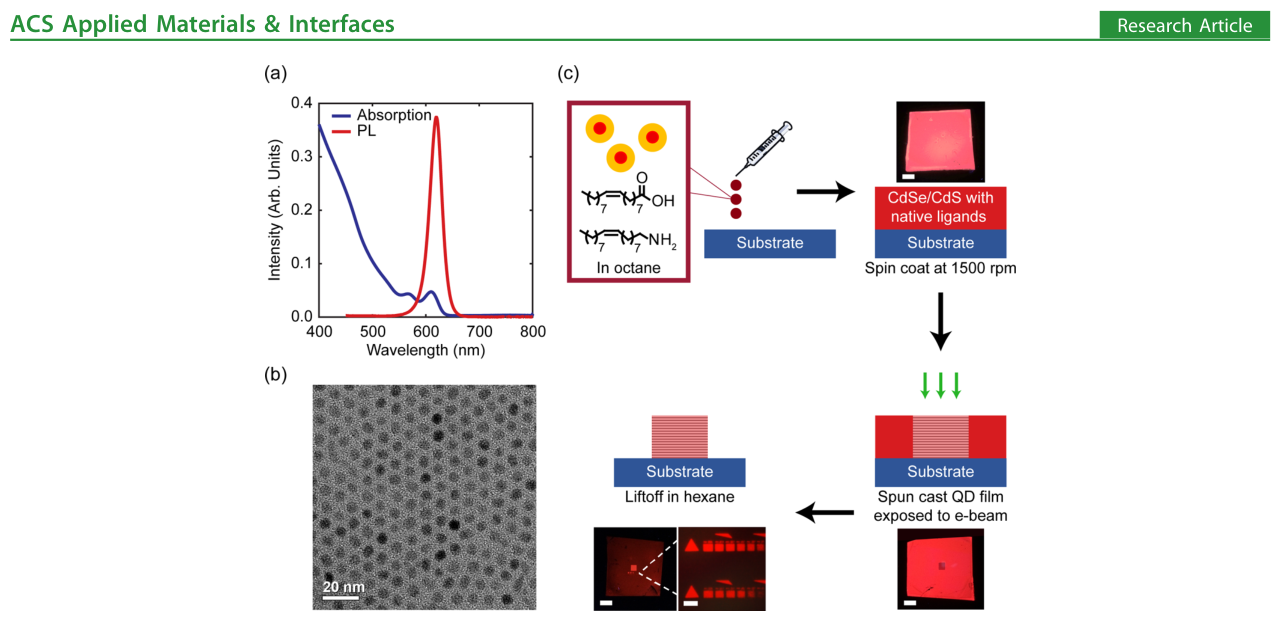 ACS Applied Materials & Interfaces
Research Article
(a)
Intensity (Arb. Units)
0.4
0.3
0.2
0.1
0.0
Absorption
PL
400 500 600 700 800
Wavelength (nm)
(b)
20 nm
(c)
7 7 O OH
7 7 NH2
In octane
Substrate
CdSe/CdS with
native ligands
Substrate
Spin coat at 1500 rpm
Substrate
Spun cast QD film
exposed to e-beam
Substrate
Liftoff in hexane